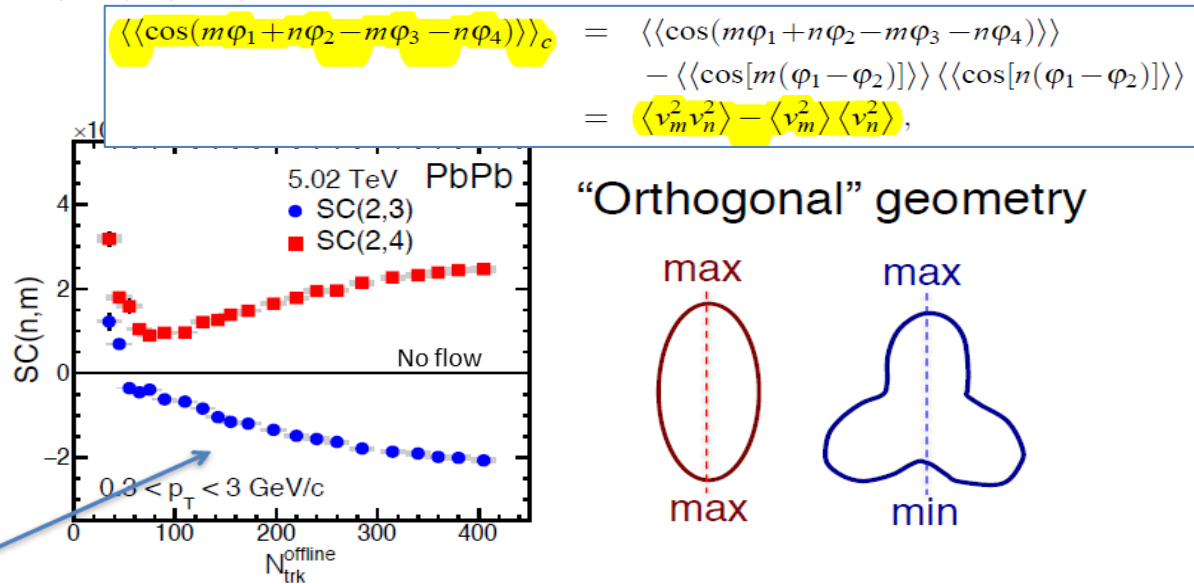 ⟨⟨cos(mφ₁+nφ₂−mφ₃−nφ₄)⟩⟩_c = ⟨⟨cos(mφ₁+nφ₂−mφ₃−nφ₄)⟩⟩
− ⟨⟨cos[m(φ₁−φ₂)]⟩⟩ ⟨⟨cos[n(φ₁−φ₂)]⟩⟩
= ⟨v_m^2 v_n^2⟩ − ⟨v_m^2⟩ ⟨v_n^2⟩,
5.02 TeV PbPb
SC(2,3)
SC(2,4)
SC(n,m)
4
2
0
−2
No flow
0.3 < p_T < 3 GeV/c
0 100 200 300 400
N_trk^offline
“Orthogonal” geometry
max max
max min